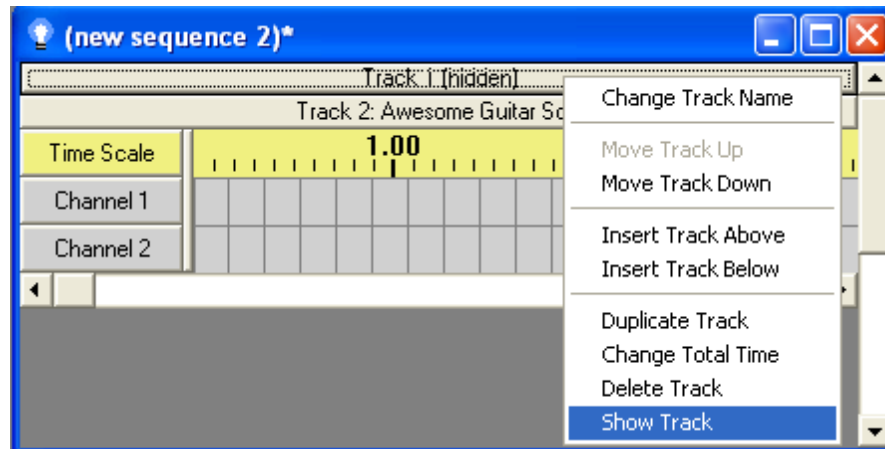 (new sequence 2)*
Track 1 (hidden)
Track 2: Awesome Guitar
Time Scale
1.00
Channel 1
Channel 2
Change Track Name
Move Track Up
Move Track Down
Insert Track Above
Insert Track Below
Duplicate Track
Change Total Time
Delete Track
Show Track